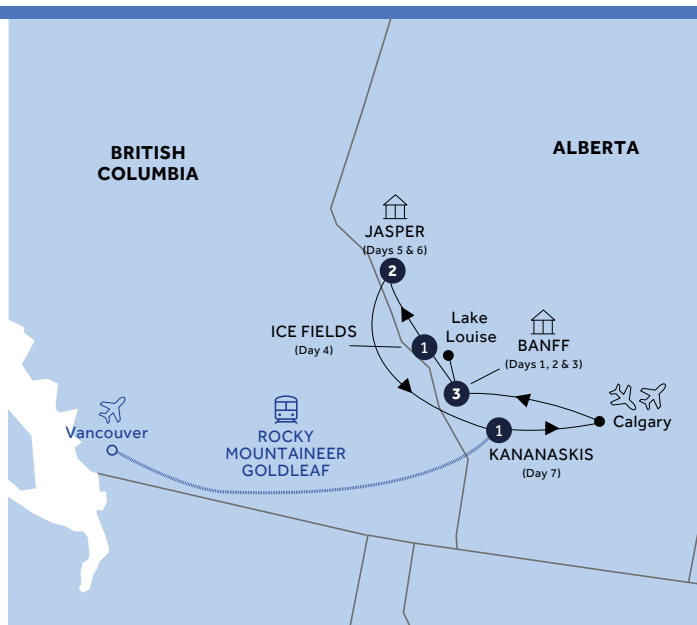 BRITISH
COLUMBIA
ALBERTA
JASPER
(Days 5 & 6)
2
ICE FIELDS
(Day 4)
1
Lake
Louise
BANFF
(Days 1, 2 & 3)
3
Calgary
1
KANANASKIS
(Day 7)
Vancouver
ROCKY
MOUNTAINEER
GOLDLEAF